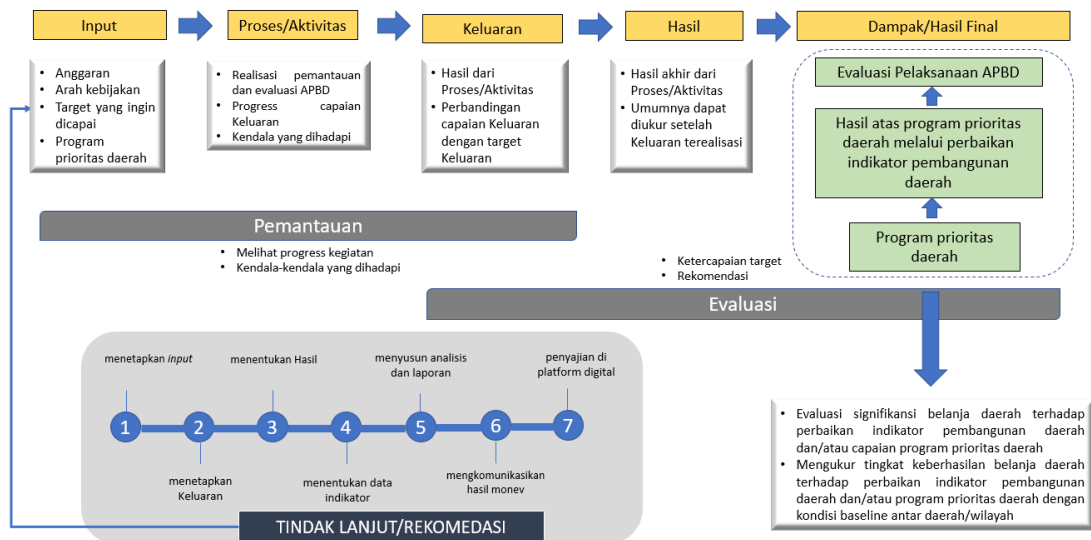 Input
Proses/Aktivitas
Keluaran
Hasil
Dampak/Hasil Final
• Anggaran
• Arah kebijakan
• Target yang ingin
dicapai
• Program
prioritas daerah
• Realisasi pemantauan
dan evaluasi APBD
• Progress capaian
Keluaran
• Kendala yang dihadapi
• Hasil dari
Proses/Aktivitas
• Perbandingan
capaian Keluaran
dengan target
Keluaran
• Hasil akhir dari
Proses/Aktivitas
• Umumnya dapat
diukur setelah
Keluaran terealisasi
Evaluasi Pelaksanaan APBD
Hasil atas program prioritas
daerah melalui perbaikan
indikator pembangunan
daerah
Program prioritas
daerah
Pemantauan
• Melihat progress kegiatan
• Kendala-kendala yang dihadapi
• Ketercapaian target
• Rekomendasi
Evaluasi
menetapkan input
menentukan Hasil
menyusun analisis
dan laporan
penyajian di
platform digital
1
2
3
4
5
6
7
menetapkan
Keluaran
menentukan data
indikator
mengkomunikasikan
hasil monev
TINDAK LANJUT/REKOMEDASI
• Evaluasi signifikansi belanja daerah terhadap
perbaikan indikator pembangunan daerah
dan/atau capaian program prioritas daerah
• Mengukur tingkat keberhasilan belanja daerah
terhadap perbaikan indikator pembangunan
daerah dan/atau program prioritas daerah dengan
kondisi baseline antar daerah/wilayah